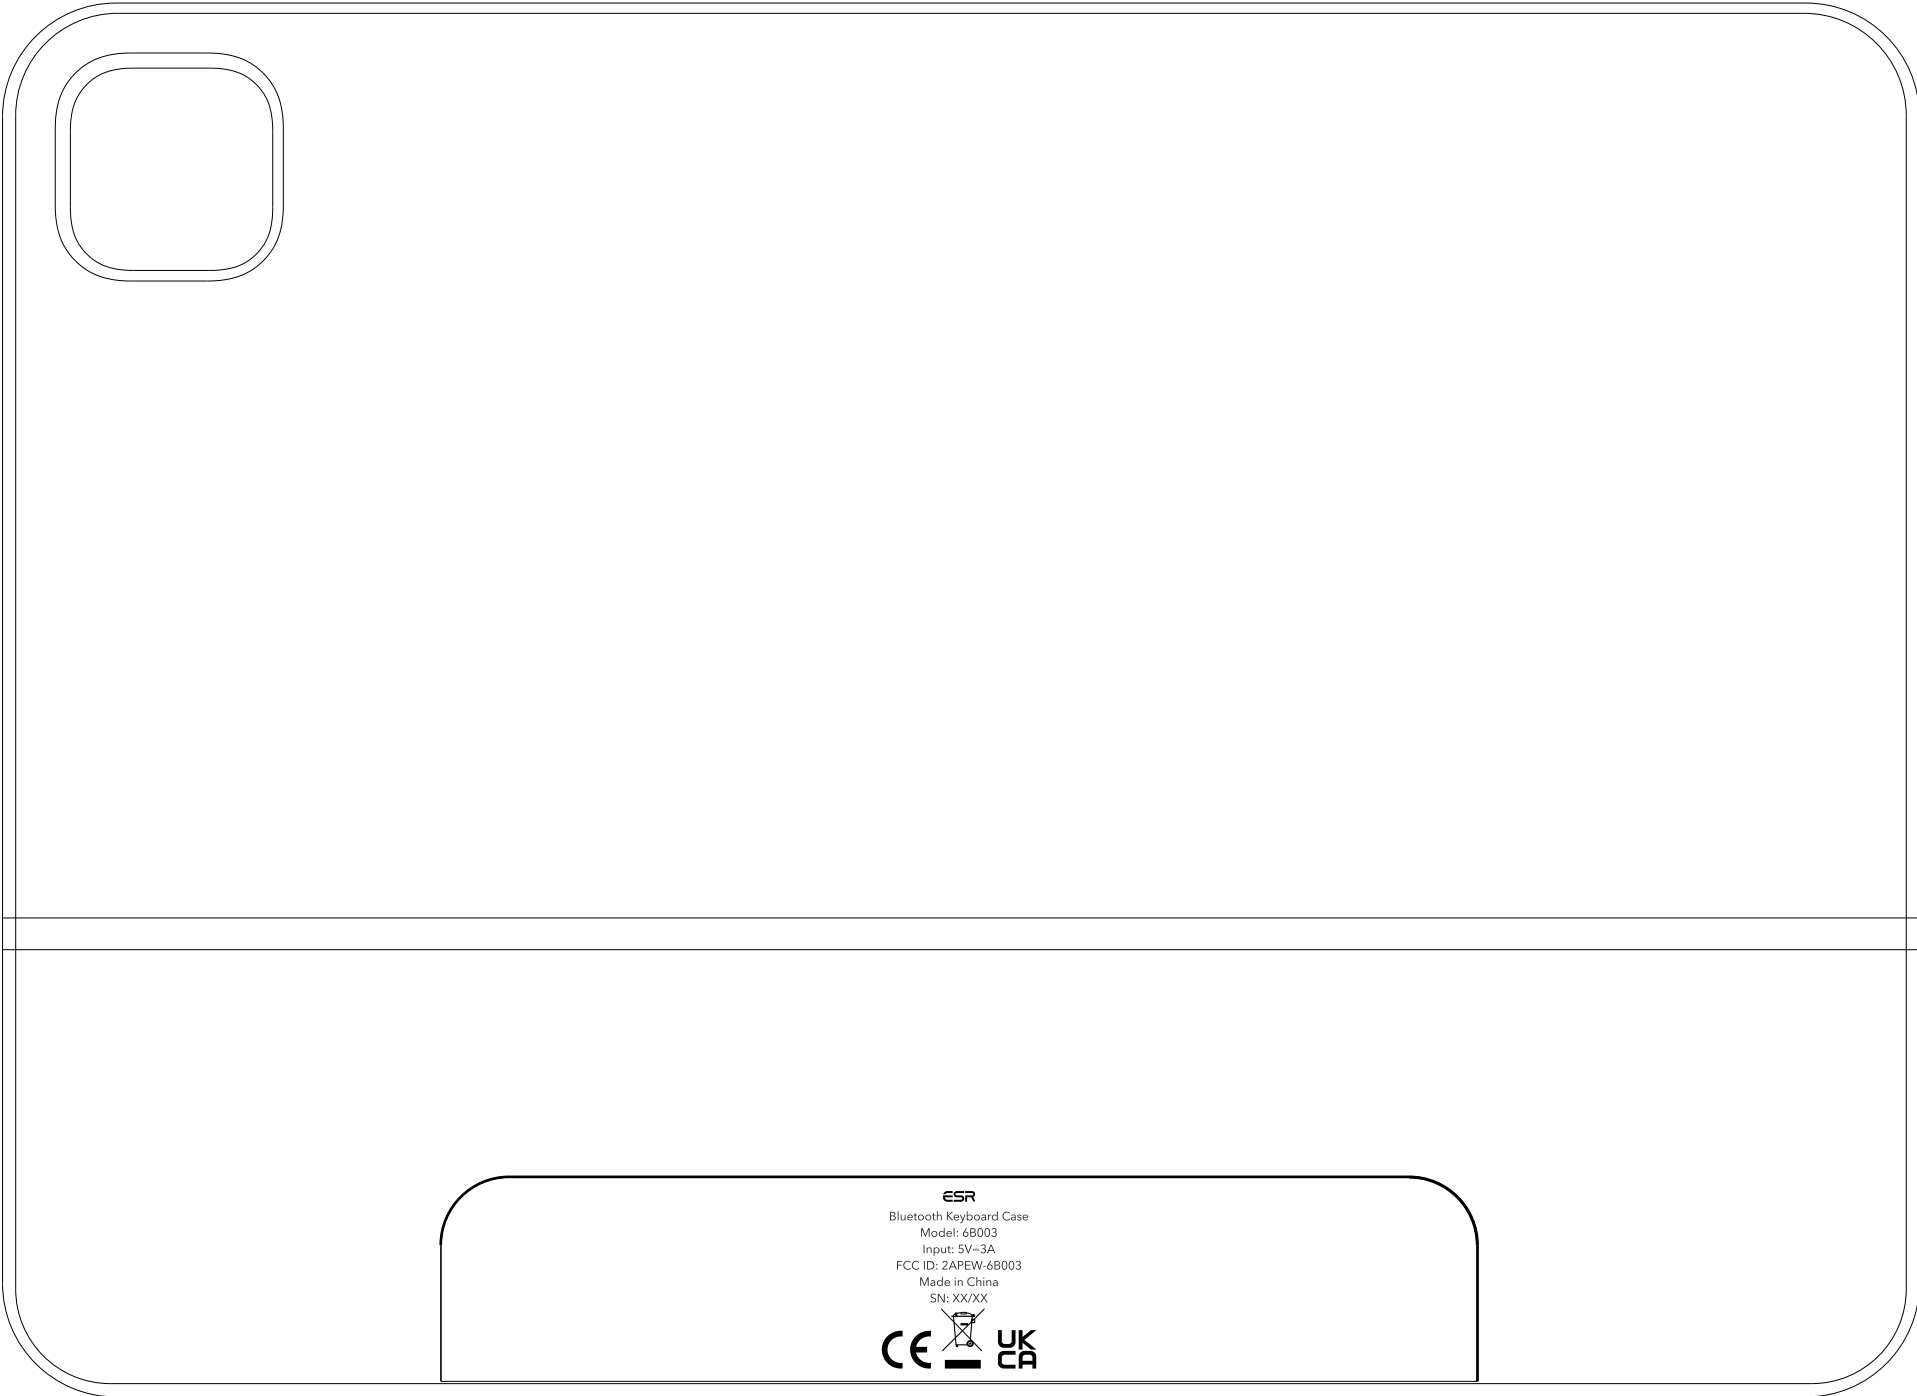 ESR
Bluetooth Keyboard Case
Model: 6B003
Input: 5V⎓3A
FCC ID: 2APEW-6B003
Made in China
SN: XX/XX
CE
UK
CA